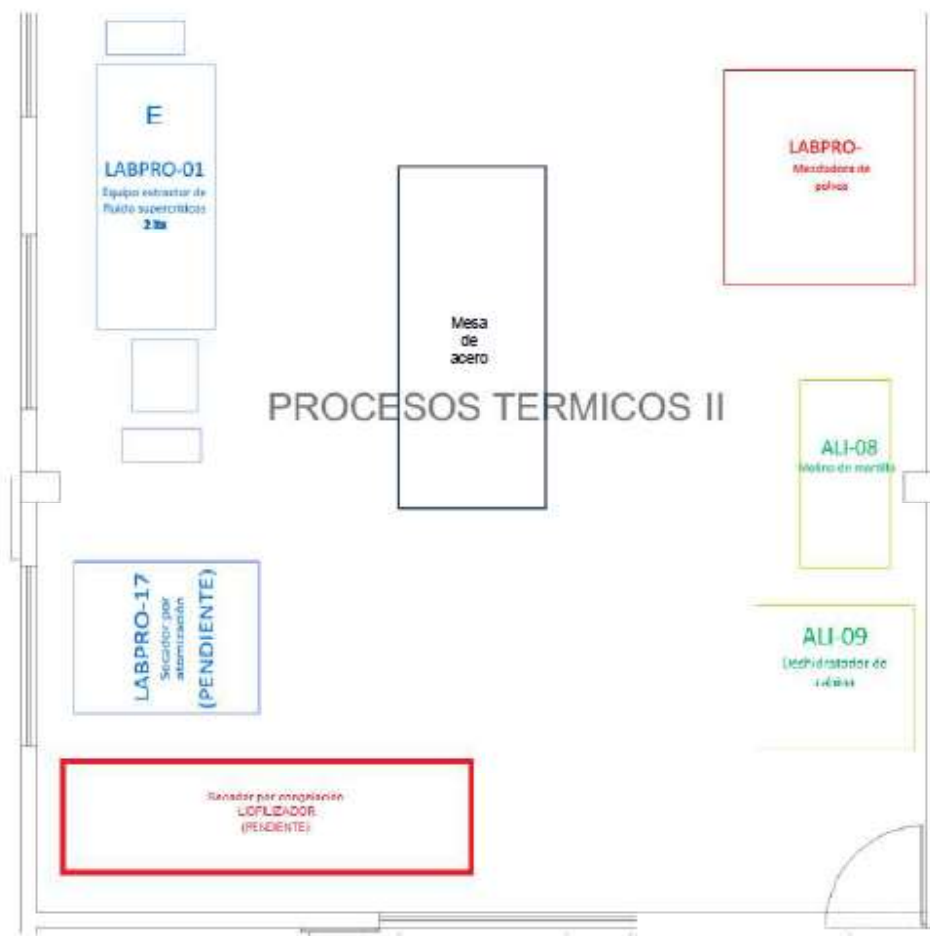 E
LABPRO-01
Equipo extractor de
fluido supercriticos
2 lts
LABPRO-
Mezcladora de
polvos
Mesa
de
acero
PROCESOS TERMICOS II
ALI-08
Molino de martillo
LABPRO-17
Secador por
atomización
(PENDIENTE)
ALI-09
Deshidratador de
Secador por congelación
LIOFILIZADOR
(PENDIENTE)